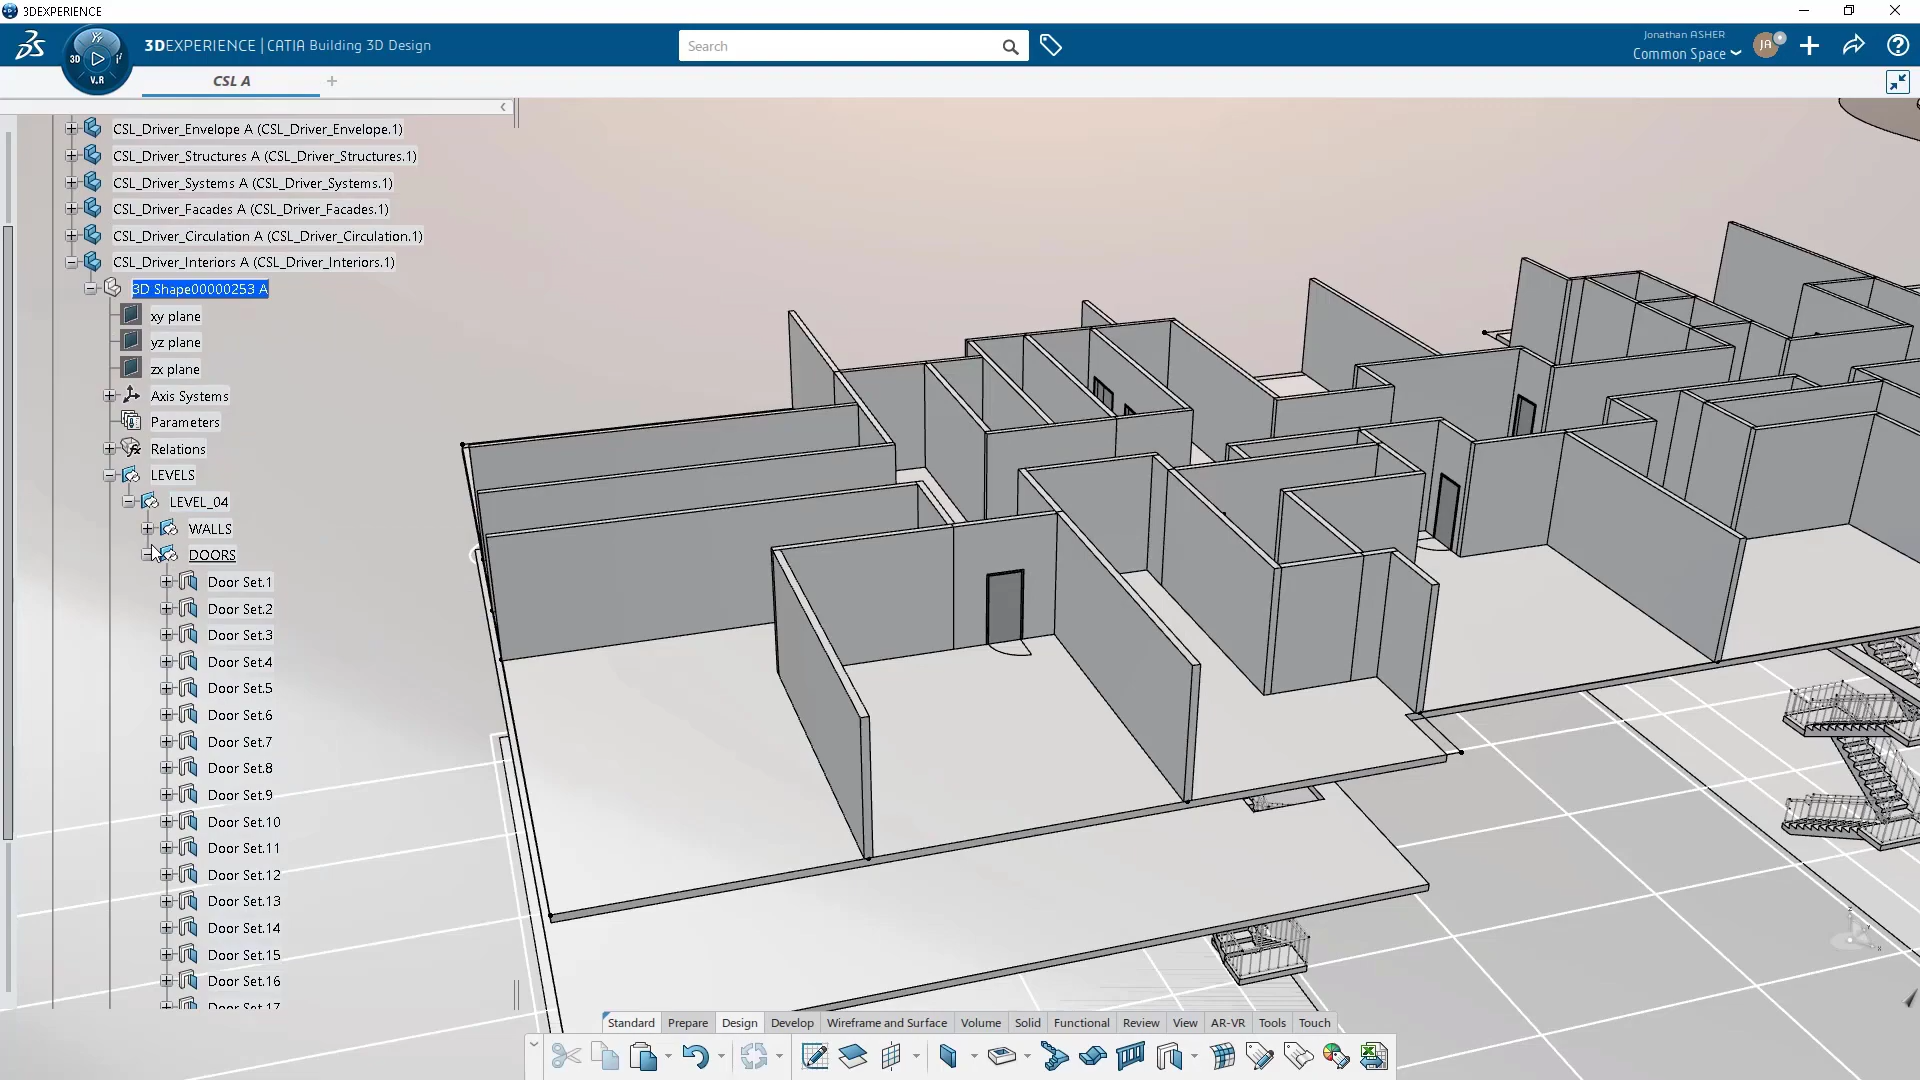 3DEXPERIENCE
3DEXPERIENCE | CATIA Building 3D Design
Search
Jonathan ASHER
Common Space
JA
3D
V.R
CSL A
CSL_Driver_Envelope A (CSL_Driver_Envelope.1)
CSL_Driver_Structures A (CSL_Driver_Structures.1)
CSL_Driver_Systems A (CSL_Driver_Systems.1)
CSL_Driver_Facades A (CSL_Driver_Facades.1)
CSL_Driver_Circulation A (CSL_Driver_Circulation.1)
CSL_Driver_Interiors A (CSL_Driver_Interiors.1)
3D Shape00000253 A
xy plane
yz plane
zx plane
Axis Systems
Parameters
Relations
LEVELS
LEVEL_04
WALLS
DOORS
Door Set.1
Door Set.2
Door Set.3
Door Set.4
Door Set.5
Door Set.6
Door Set.7
Door Set.8
Door Set.9
Door Set.10
Door Set.11
Door Set.12
Door Set.13
Door Set.14
Door Set.15
Door Set.16
Door Set.17
Standard Prepare Design Develop Wireframe and Surface Volume Solid Functional Review View AR-VR Tools Touch